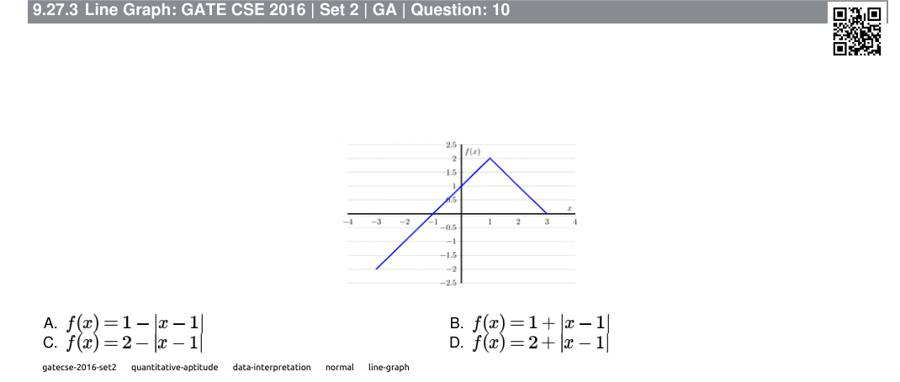 9.27.3 Line Graph: GATE CSE 2016 | Set 2 | GA | Question: 10
2.5
f(x)
2
1.5
1
0.5
x
-4 -3 -2 -1 1 2 3 4
-0.5
-1
-1.5
-2
-2.5
A. f(x) = 1 − |x − 1| B. f(x) = 1 + |x − 1|
C. f(x) = 2 − |x − 1| D. f(x) = 2 + |x − 1|
gatecse-2016-set2 quantitative-aptitude data-interpretation normal line-graph